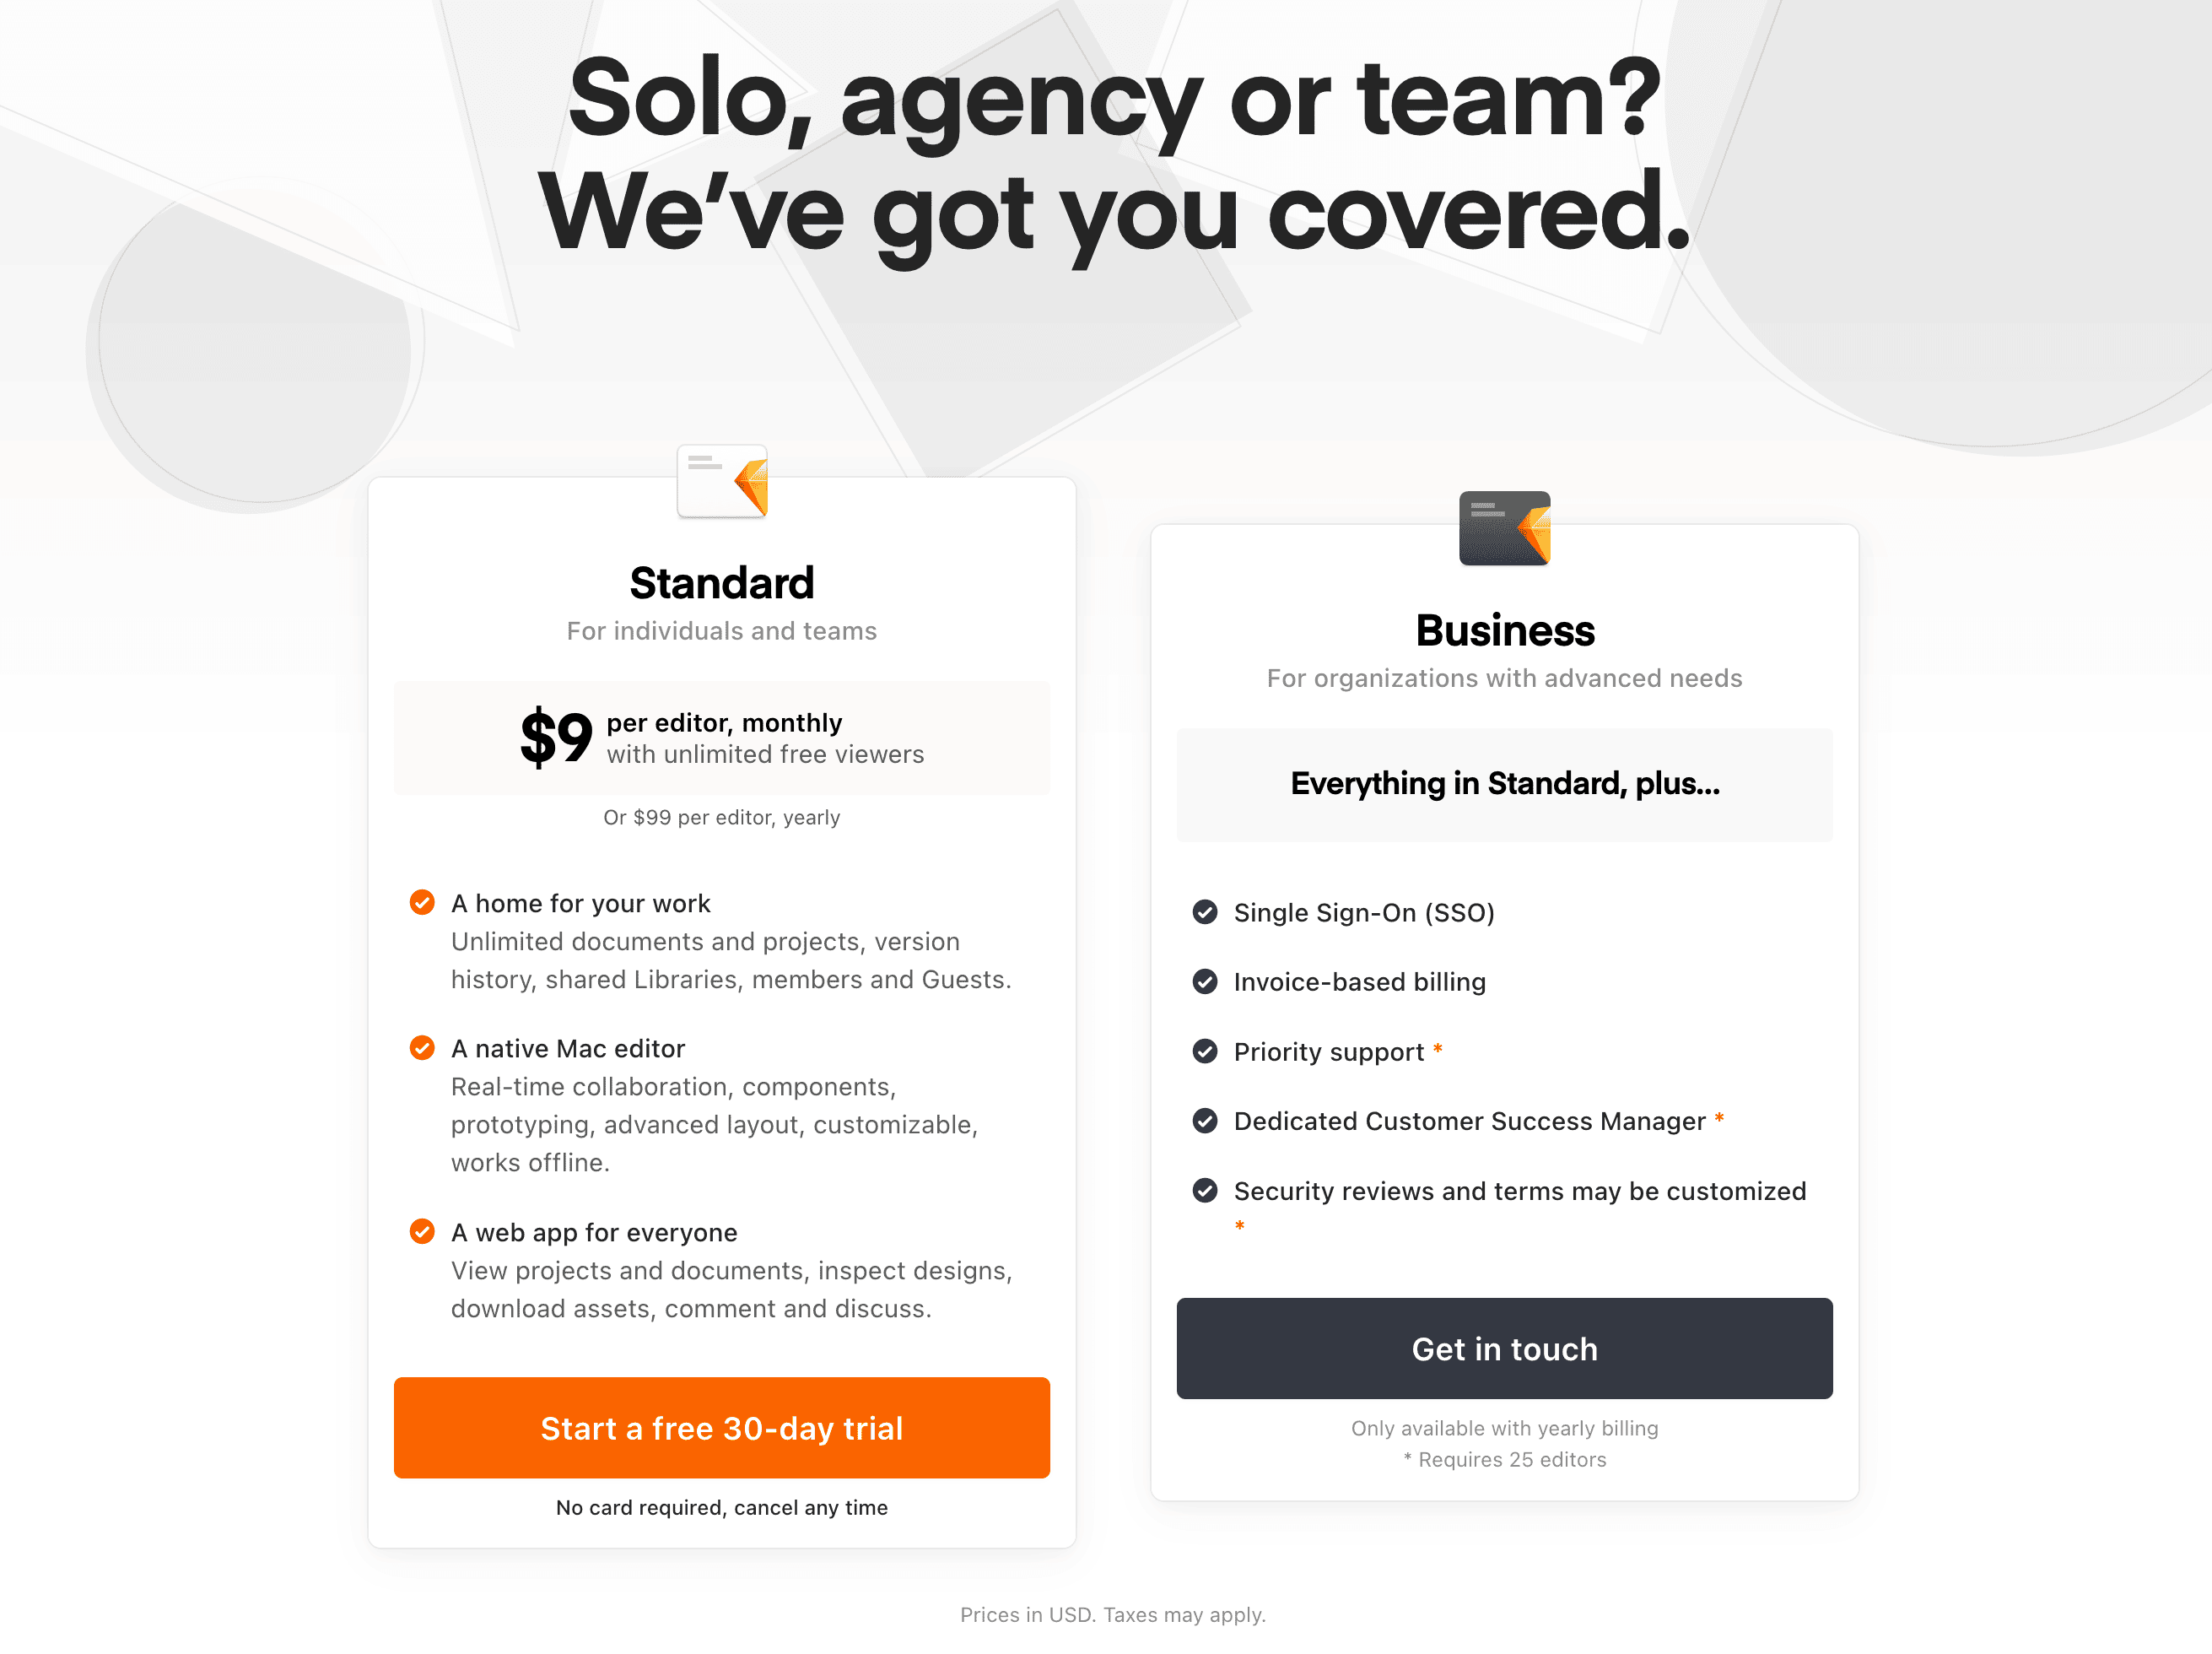 Solo, agency or team?
We’ve got you covered.
Standard
For individuals and teams
$9 per editor, monthly
with unlimited free viewers
Or $99 per editor, yearly
A home for your work
Unlimited documents and projects, version
history, shared Libraries, members and Guests.
A native Mac editor
Real-time collaboration, components,
prototyping, advanced layout, customizable,
works offline.
A web app for everyone
View projects and documents, inspect designs,
download assets, comment and discuss.
Start a free 30-day trial
No card required, cancel any time
Business
For organizations with advanced needs
Everything in Standard, plus...
Single Sign-On (SSO)
Invoice-based billing
Priority support *
Dedicated Customer Success Manager *
Security reviews and terms may be customized
*
Get in touch
Only available with yearly billing
* Requires 25 editors
Prices in USD. Taxes may apply.